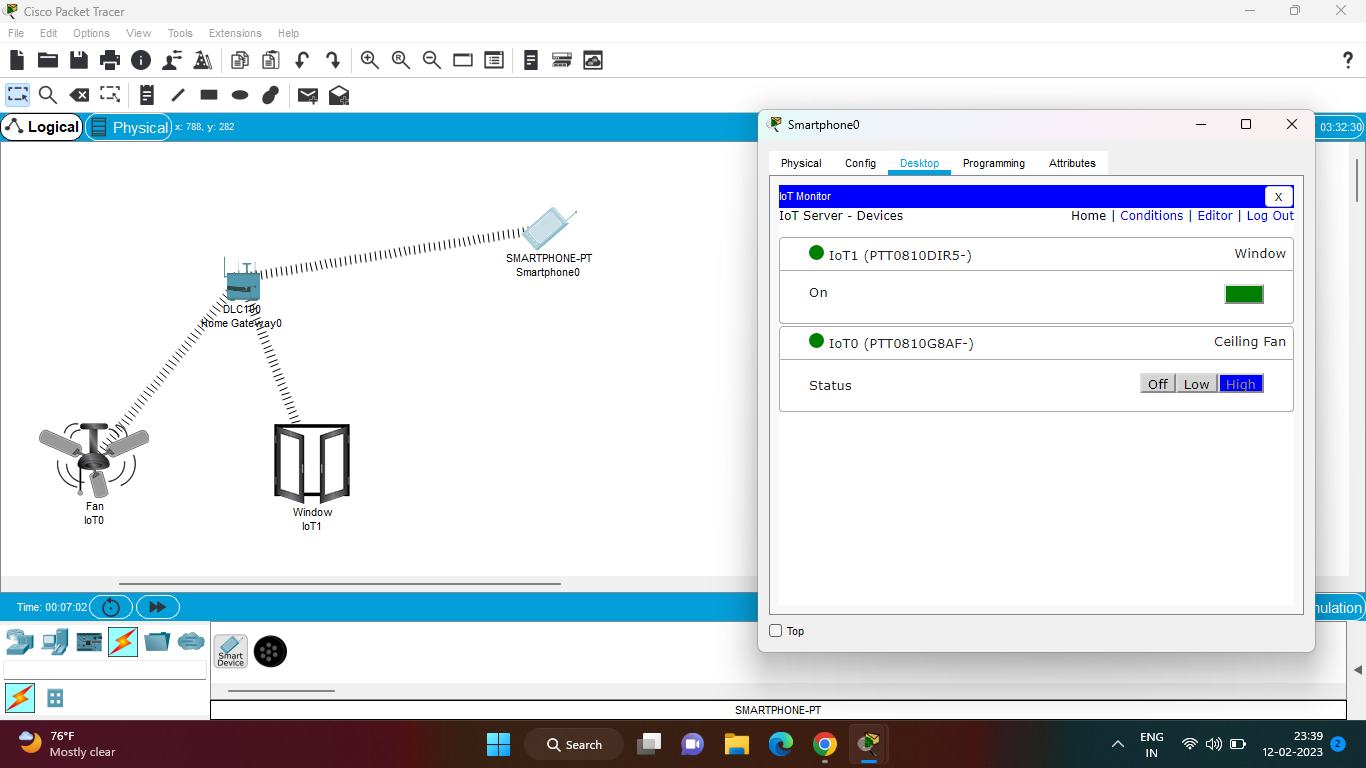 Cisco Packet Tracer
File Edit Options View Tools Extensions Help
R
?
Logical
Physical
x: 788, y: 282
03:32:30
SMARTPHONE-PT
Smartphone0
DLC100
Home Gateway0
Fan
IoT0
Window
IoT1
Smartphone0
Physical Config Desktop Programming Attributes
IoT Monitor
X
IoT Server - Devices
Home | Conditions | Editor | Log Out
IoT1 (PTT0810DIR5-)
Window
On
IoT0 (PTT0810G8AF-)
Ceiling Fan
Status
Off Low High
Top
Time: 00:07:02
mulation
Smart
Device
SMARTPHONE-PT
76°F
Mostly clear
Search
ENG
IN
23:39
12-02-2023
2